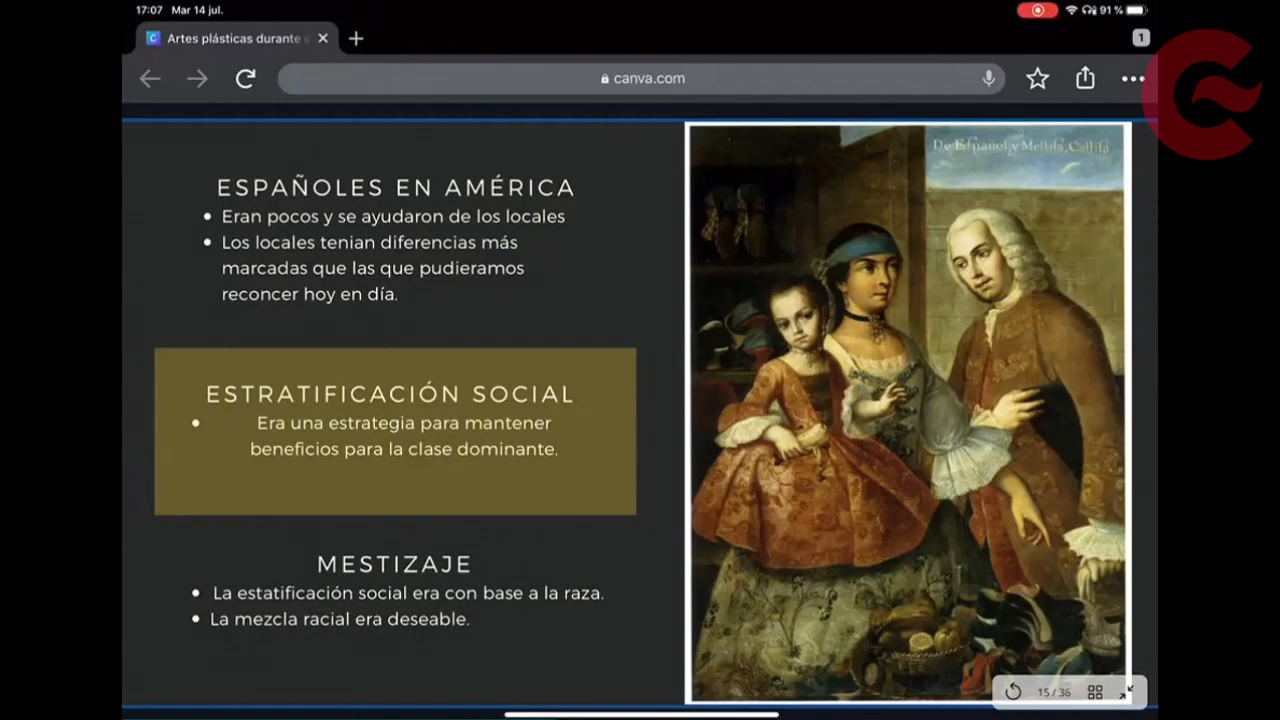 17:07 Mar 14 jul.
91 %
Artes plásticas durante
1
canva.com
ESPAÑOLES EN AMÉRICA
Eran pocos y se ayudaron de los locales
Los locales tenian diferencias más
marcadas que las que pudieramos
reconcer hoy en día.
ESTRATIFICACIÓN SOCIAL
Era una estrategia para mantener
beneficios para la clase dominante.
MESTIZAJE
La estatificación social era con base a la raza.
La mezcla racial era deseable.
De Español y Mestisa, Castisa
15 / 36